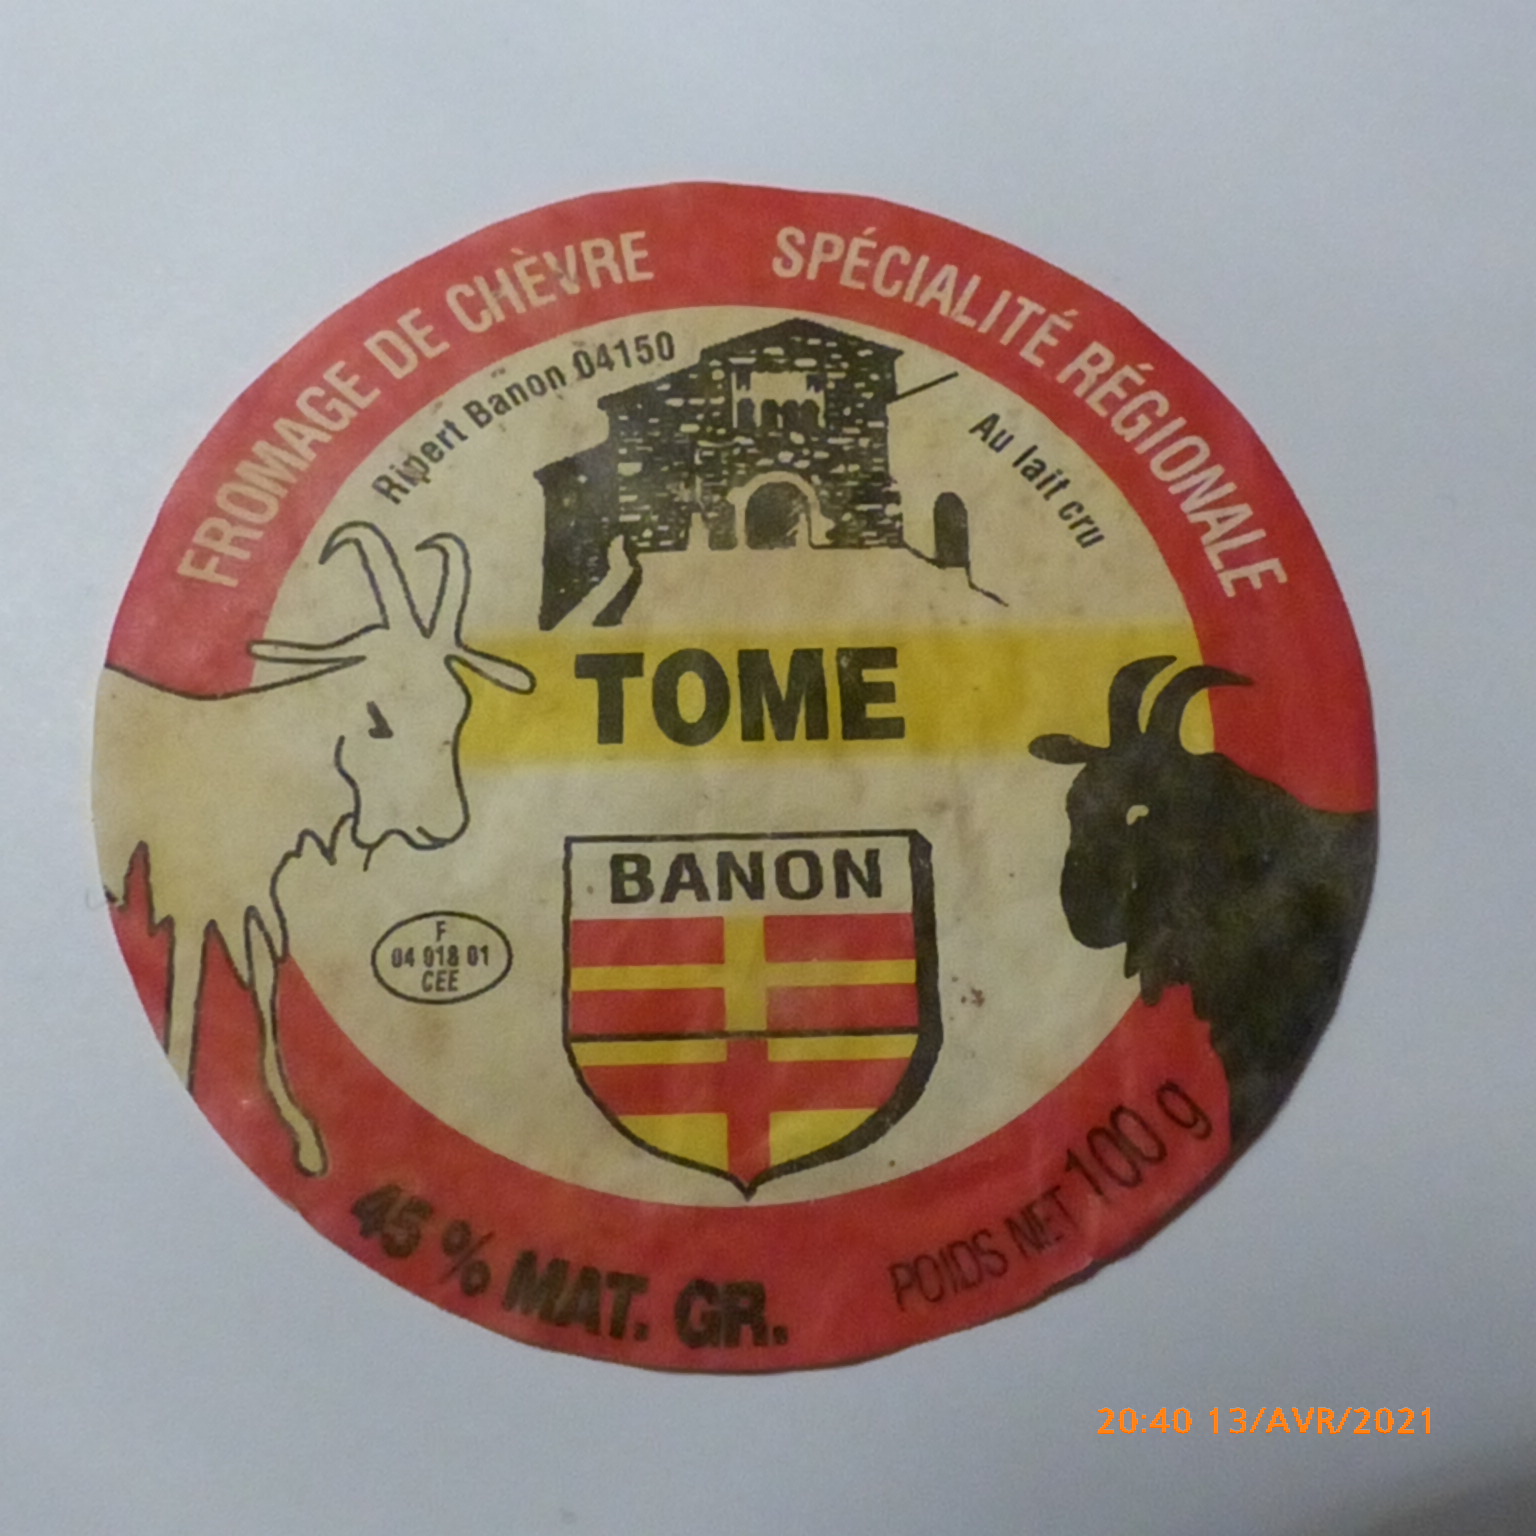 FROMAGE DE CHÈVRE
SPÉCIALITÉ RÉGIONALE
Ripert Banon 04150
Au lait cru
TOME
BANON
F
04 018 01
CEE
45 % MAT. GR.
POIDS NET 100 g
20:40 13/AVR/2021